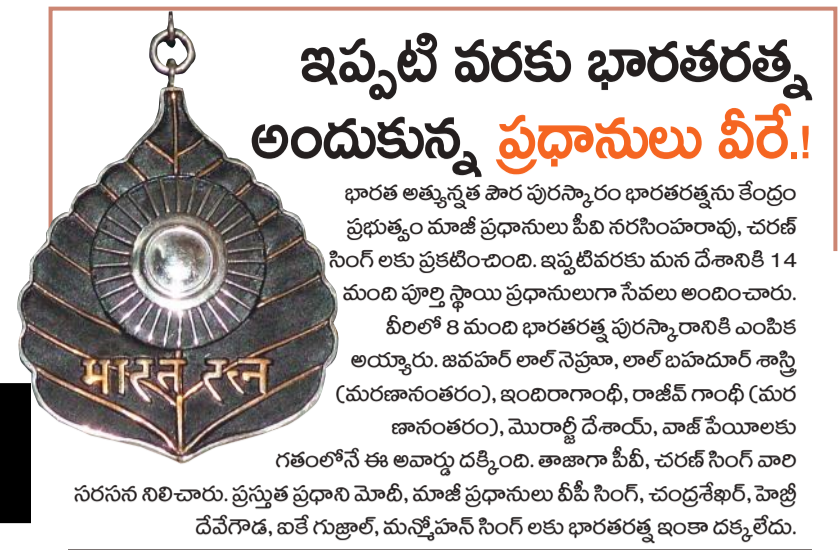 ఇప్పటి వరకు భారతరత్న
అందుకున్న ప్రధానులు వీరే.!
భారత అత్యున్నత పౌర పురస్కారం భారతరత్నను కేంద్రం
ప్రభుత్వం మాజీ ప్రధానులు పీవి నరసింహరావు, చరణ్
సింగ్ లకు ప్రకటించింది. ఇప్పటివరకు మన దేశానికి 14
మంది పూర్తి స్థాయి ప్రధానులుగా సేవలు అందించారు.
వీరిలో 8 మంది భారతరత్న పురస్కారానికి ఎంపిక
అయ్యారు. జవహర్ లాల్ నెహ్రూ, లాల్ బహదూర్ శాస్త్రి
(మరణానంతరం), ఇందిరాగాంధీ, రాజీవ్ గాంధీ (మర
ణానంతరం), మొరార్జీ దేశాయ్, వాజ్ పేయీలకు
గతంలోనే ఈ అవార్డు దక్కింది. తాజాగా పీవీ, చరణ్ సింగ్ వారి
సరసన నిలిచారు. ప్రస్తుత ప్రధాని మోదీ, మాజీ ప్రధానులు వీపీ సింగ్, చంద్రశేఖర్, హెబ్రీ
దేవేగౌడ, ఐకే గుజ్రాల్, మన్మోహన్ సింగ్ లకు భారతరత్న ఇంకా దక్కలేదు.
भारत रत्न